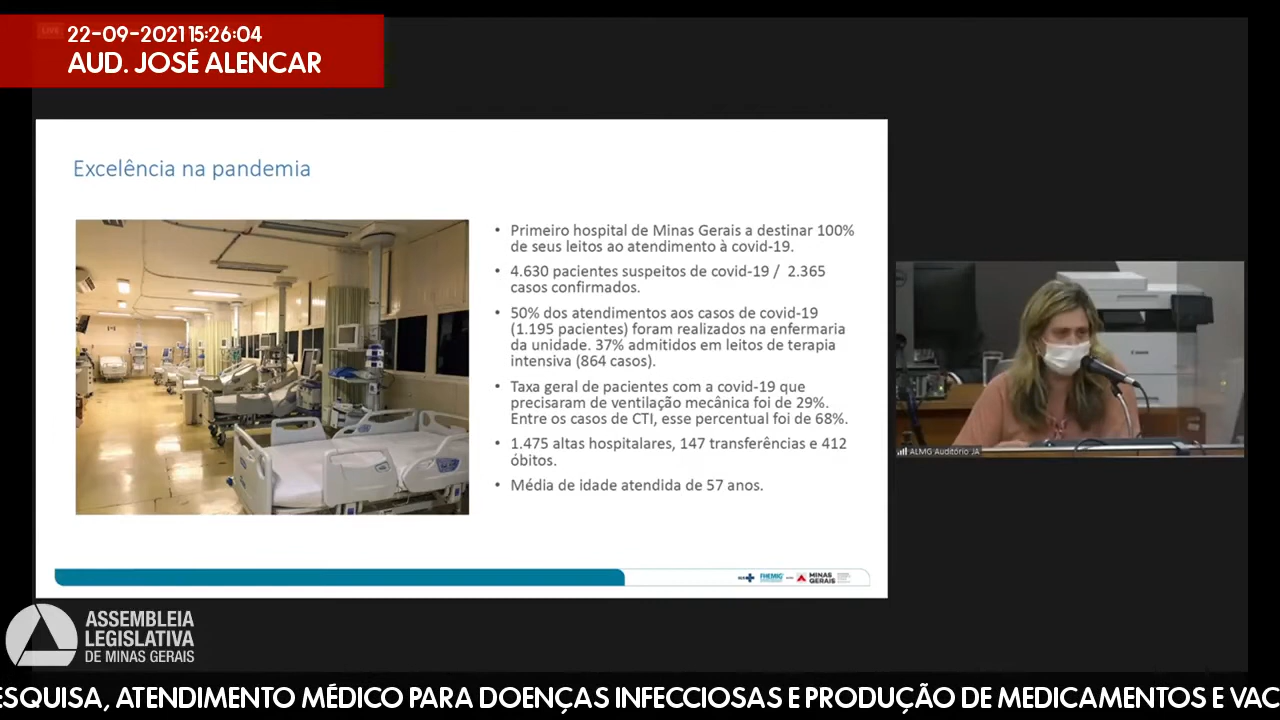 22-09-2021 15:26:04
AUD. JOSÉ ALENCAR
Excelência na pandemia
• Primeiro hospital de Minas Gerais a destinar 100%
de seus leitos ao atendimento à covid-19.
• 4.630 pacientes suspeitos de covid-19 / 2.365
casos confirmados.
• 50% dos atendimentos aos casos de covid-19
(1.195 pacientes) foram realizados na enfermaria
da unidade. 37% admitidos em leitos de terapia
intensiva (864 casos).
• Taxa geral de pacientes com a covid-19 que
precisaram de ventilação mecânica foi de 29%.
Entre os casos de CTI, esse percentual foi de 68%.
• 1.475 altas hospitalares, 147 transferências e 412
óbitos.
• Média de idade atendida de 57 anos.
Canon
ALMG Auditório JA
SUS FHEMIG MINAS
GERAIS
ASSEMBLEIA
LEGISLATIVA
DE MINAS GERAIS
ESQUISA, ATENDIMENTO MÉDICO PARA DOENÇAS INFECCIOSAS E PRODUÇÃO DE MEDICAMENTOS E VAC